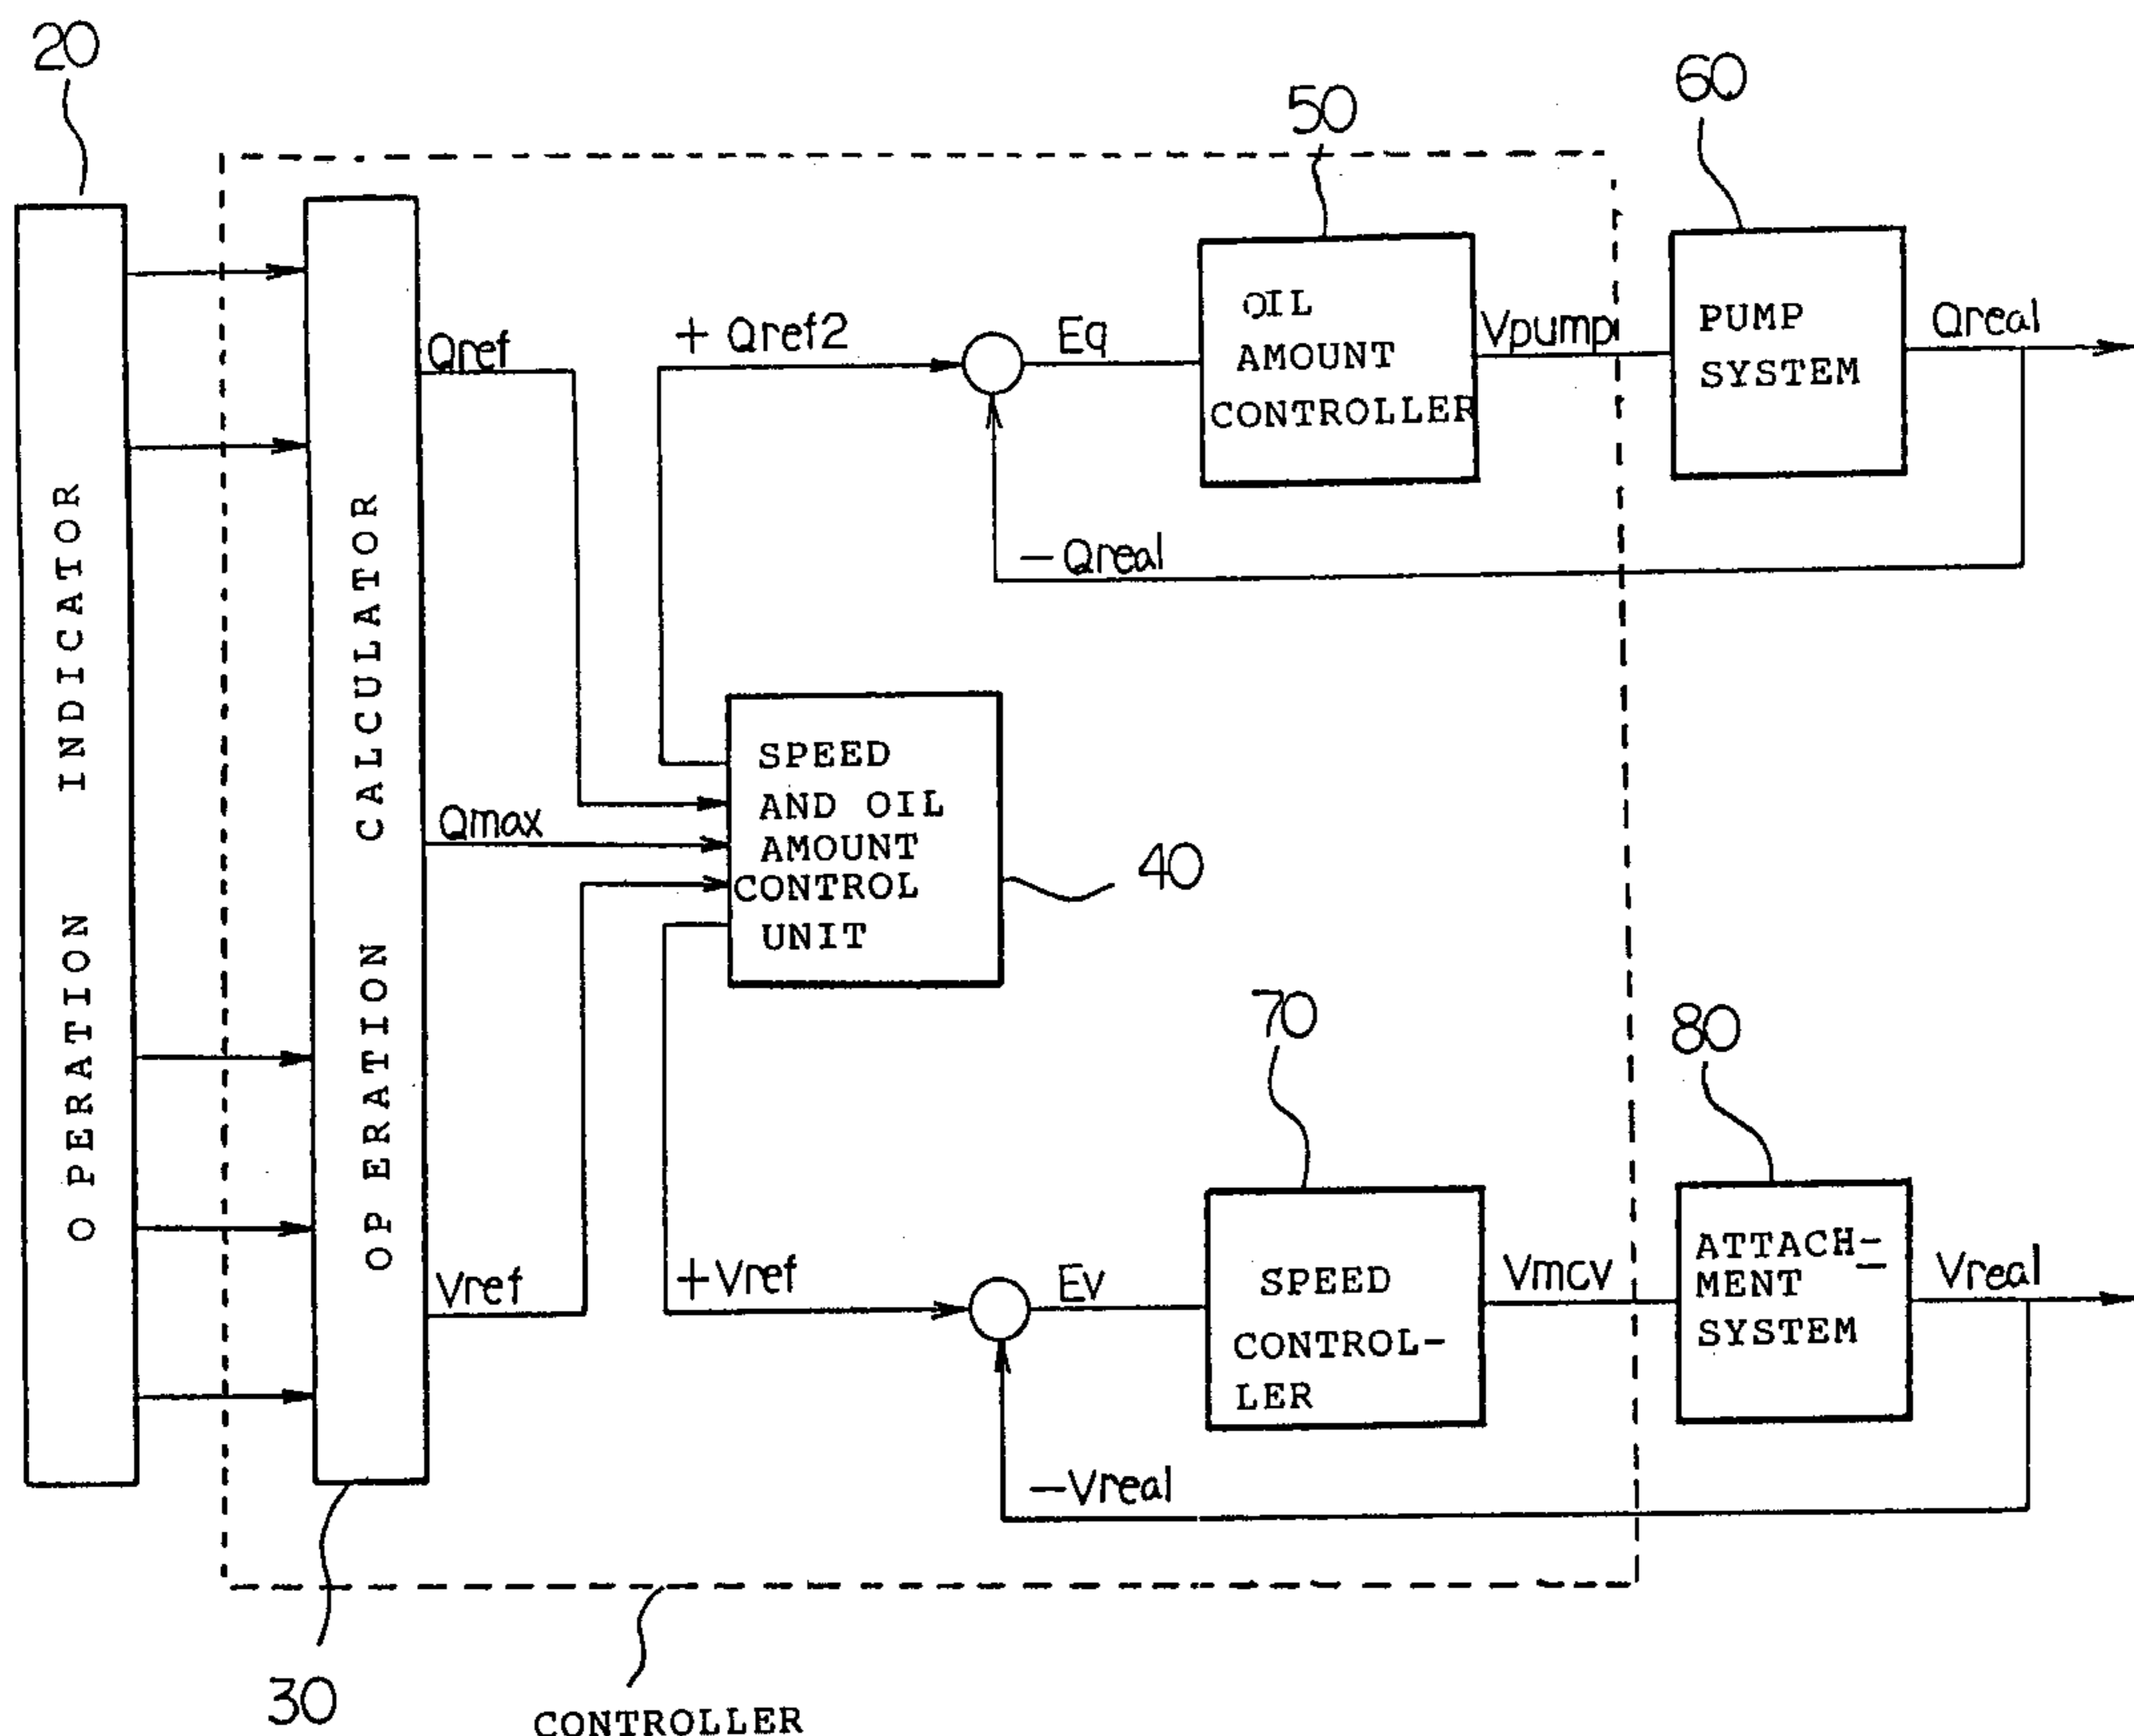 20
50
60
OPERATION INDICATOR
OPERATION CALCULATOR
Qref
+ Qref2
Eq
OIL
AMOUNT
CONTROLLER
Vpump
PUMP
SYSTEM
Qreal
− Qreal
Qmax
SPEED
AND OIL
AMOUNT
CONTROL
UNIT
40
70
80
Vref
+Vref
Ev
SPEED
CONTROL-
LER
Vmcv
ATTACH-
MENT
SYSTEM
Vreal
−Vreal
30
CONTROLLER